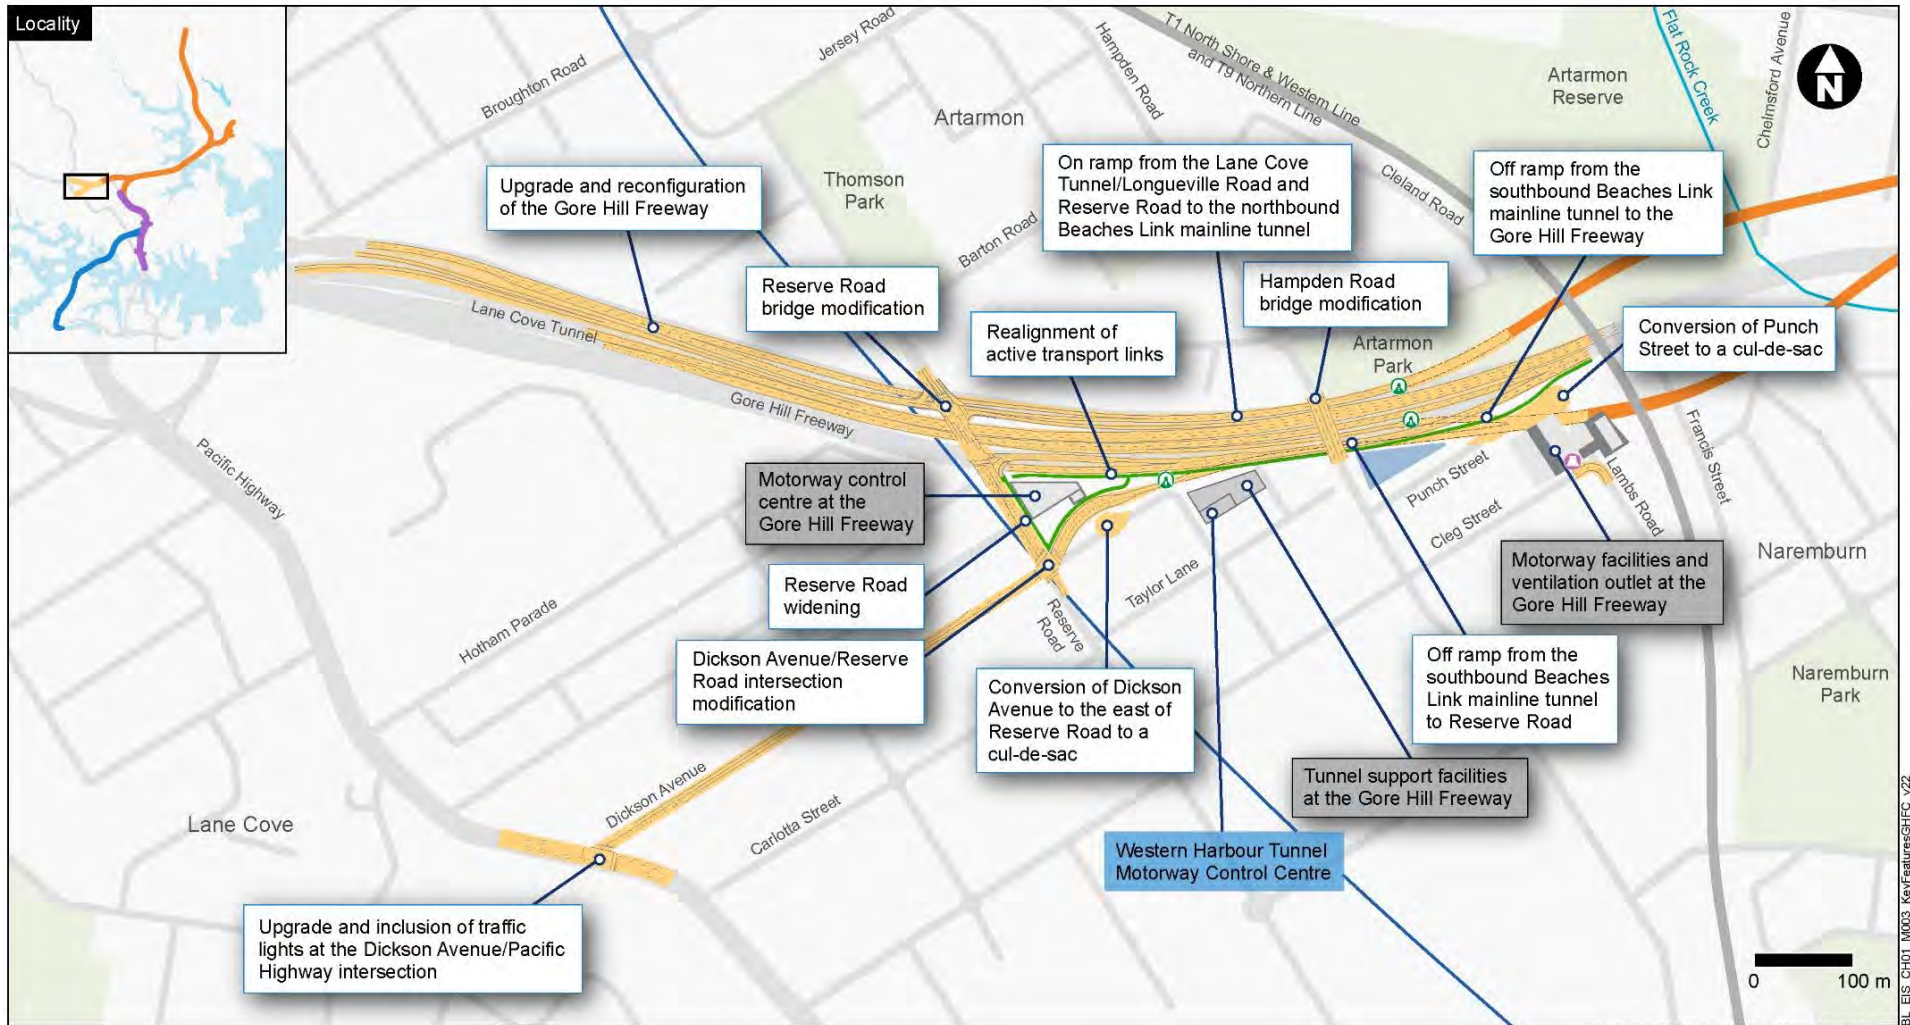 Locality
N
Broughton Road
Jersey Road
Hampden Road
T1 North Shore & Western Line
and T9 Northern Line
Artarmon
Reserve
Flat Rock Creek
Chelmsford Avenue
Artarmon
Thomson
Park
Barton Road
Cleland Road
Upgrade and reconfiguration
of the Gore Hill Freeway
On ramp from the Lane Cove
Tunnel/Longueville Road and
Reserve Road to the northbound
Beaches Link mainline tunnel
Off ramp from the
southbound Beaches Link
mainline tunnel to the
Gore Hill Freeway
Reserve Road
bridge modification
Hampden Road
bridge modification
Realignment of
active transport links
Conversion of Punch
Street to a cul-de-sac
Artarmon
Park
Lane Cove Tunnel
Gore Hill Freeway
Pacific Highway
Motorway control
centre at the
Gore Hill Freeway
Punch Street
Cleg Street
Lambs Road
Francis Street
Naremburn
Motorway facilities and
ventilation outlet at the
Gore Hill Freeway
Reserve Road
widening
Taylor Lane
Reserve
Road
Hotham Parade
Dickson Avenue/Reserve
Road intersection
modification
Conversion of Dickson
Avenue to the east of
Reserve Road to a
cul-de-sac
Off ramp from the
southbound Beaches
Link mainline tunnel
to Reserve Road
Naremburn
Park
Tunnel support facilities
at the Gore Hill Freeway
Dickson Avenue
Carlotta Street
Lane Cove
Western Harbour Tunnel
Motorway Control Centre
Upgrade and inclusion of traffic
lights at the Dickson Avenue/Pacific
Highway intersection
0 100 m
BL_EIS_CH01_M003_KeyFeaturesGHFC_v22